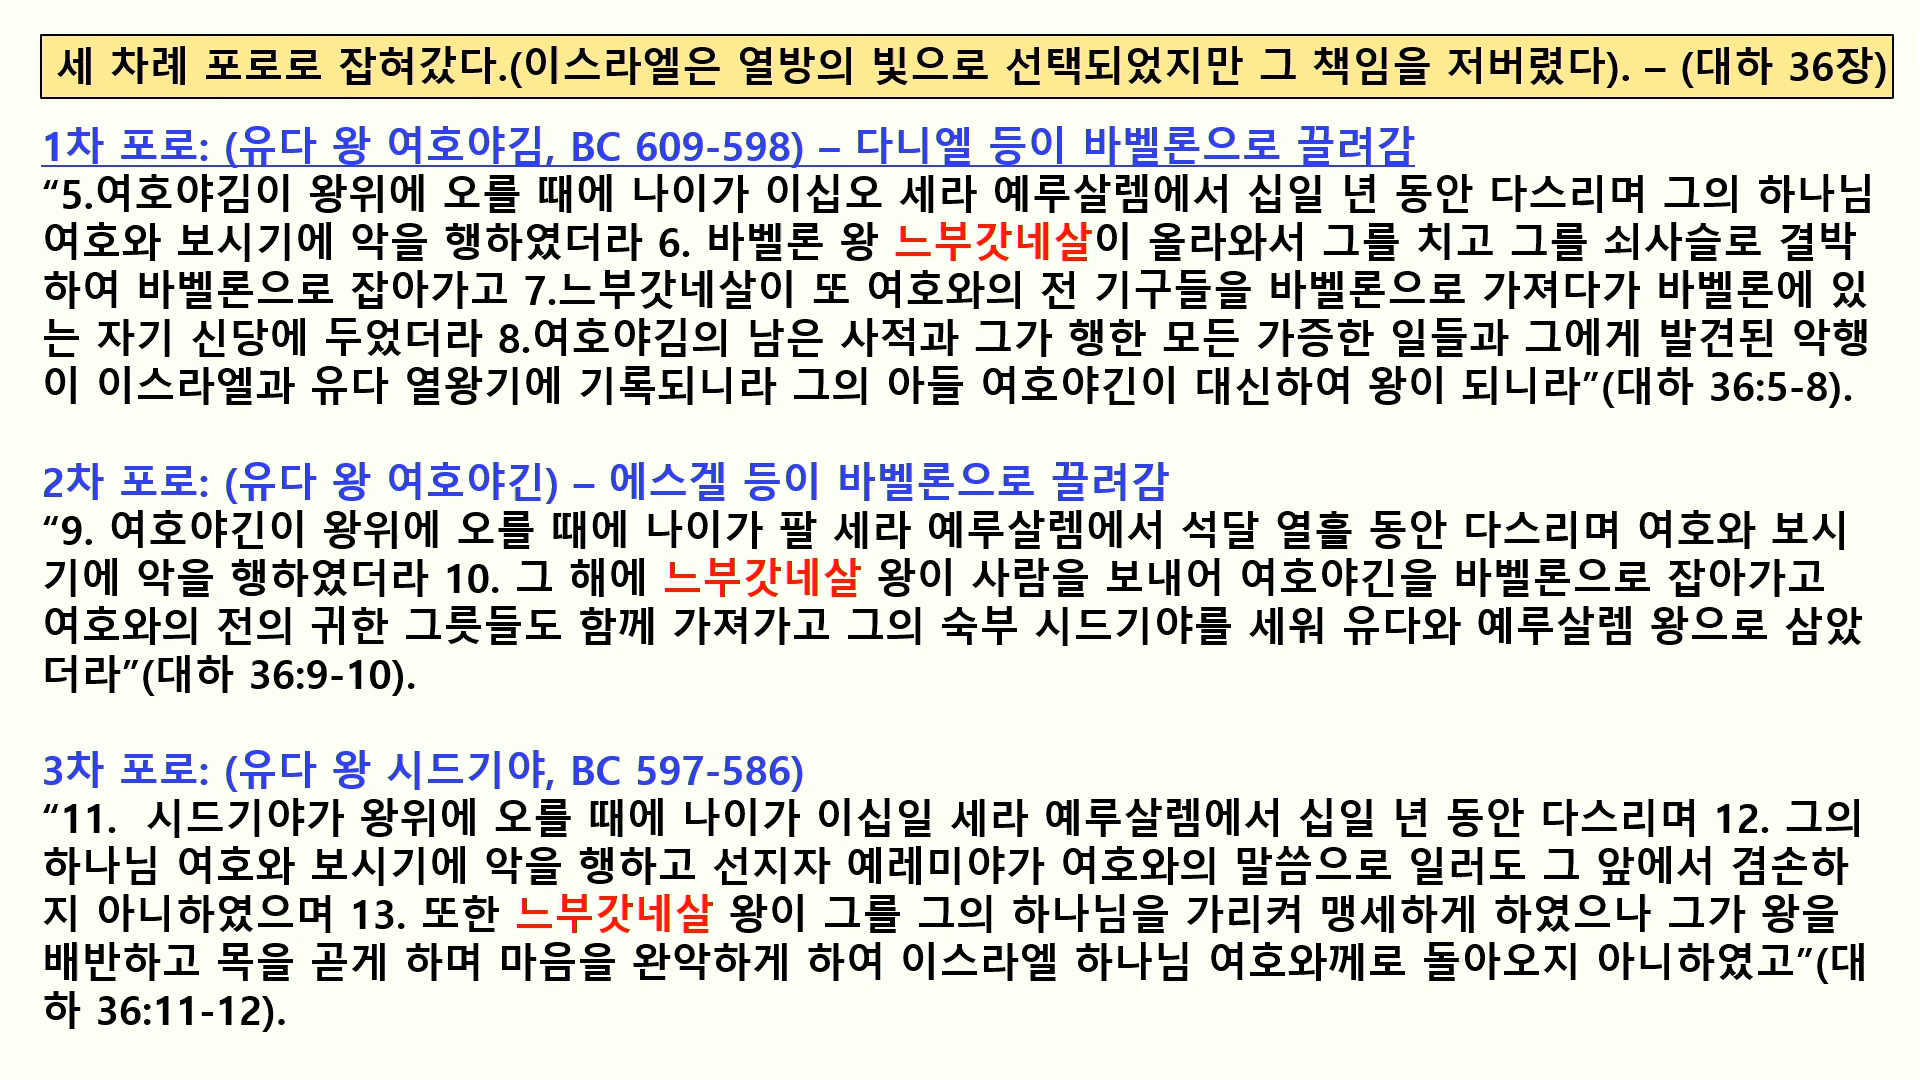 세 차례 포로로 잡혀갔다.(이스라엘은 열방의 빛으로 선택되었지만 그 책임을 저버렸다). – (대하 36장)
1차 포로: (유다 왕 여호야김, BC 609-598) – 다니엘 등이 바벨론으로 끌려감
“5.여호야김이 왕위에 오를 때에 나이가 이십오 세라 예루살렘에서 십일 년 동안 다스리며 그의 하나님
여호와 보시기에 악을 행하였더라 6. 바벨론 왕 느부갓네살이 올라와서 그를 치고 그를 쇠사슬로 결박
하여 바벨론으로 잡아가고 7.느부갓네살이 또 여호와의 전 기구들을 바벨론으로 가져다가 바벨론에 있
는 자기 신당에 두었더라 8.여호야김의 남은 사적과 그가 행한 모든 가증한 일들과 그에게 발견된 악행
이 이스라엘과 유다 열왕기에 기록되니라 그의 아들 여호야긴이 대신하여 왕이 되니라”(대하 36:5-8).
2차 포로: (유다 왕 여호야긴) – 에스겔 등이 바벨론으로 끌려감
“9. 여호야긴이 왕위에 오를 때에 나이가 팔 세라 예루살렘에서 석달 열흘 동안 다스리며 여호와 보시
기에 악을 행하였더라 10. 그 해에 느부갓네살 왕이 사람을 보내어 여호야긴을 바벨론으로 잡아가고
여호와의 전의 귀한 그릇들도 함께 가져가고 그의 숙부 시드기야를 세워 유다와 예루살렘 왕으로 삼았
더라”(대하 36:9-10).
3차 포로: (유다 왕 시드기야, BC 597-586)
“11. 시드기야가 왕위에 오를 때에 나이가 이십일 세라 예루살렘에서 십일 년 동안 다스리며 12. 그의
하나님 여호와 보시기에 악을 행하고 선지자 예레미야가 여호와의 말씀으로 일러도 그 앞에서 겸손하
지 아니하였으며 13. 또한 느부갓네살 왕이 그를 그의 하나님을 가리켜 맹세하게 하였으나 그가 왕을
배반하고 목을 곧게 하며 마음을 완악하게 하여 이스라엘 하나님 여호와께로 돌아오지 아니하였고”(대
하 36:11-12).